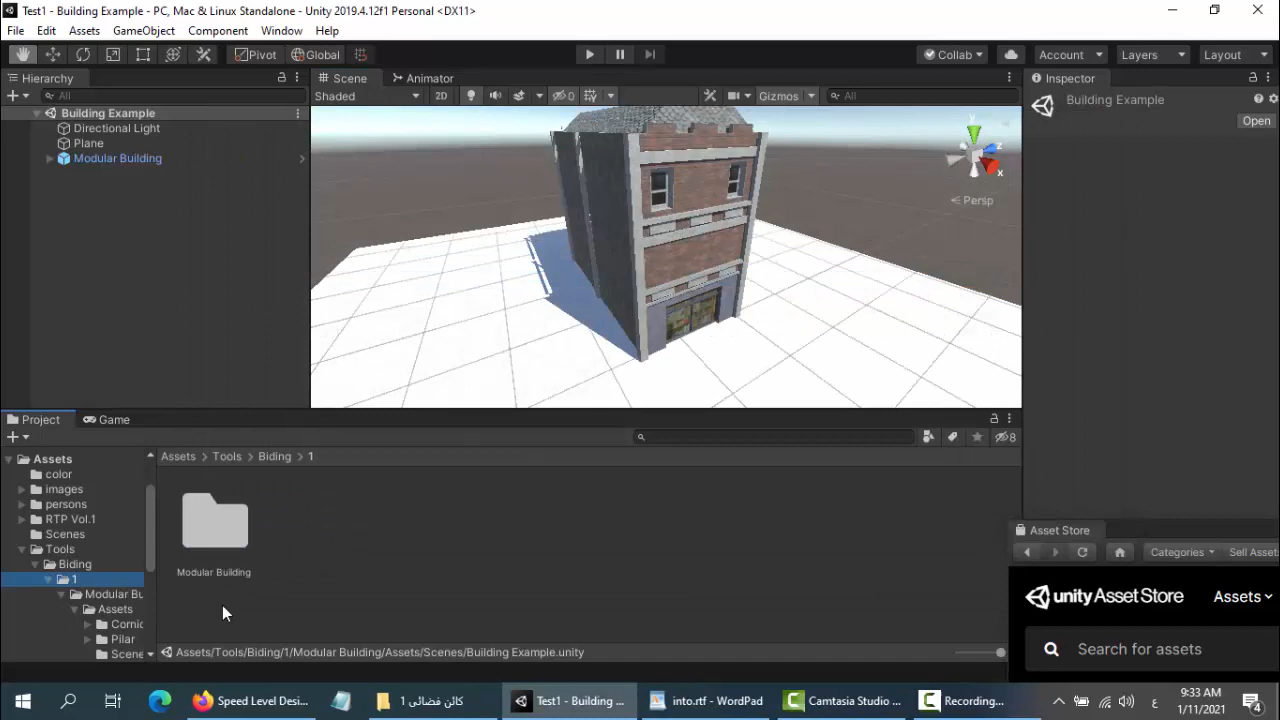 Test1 - Building Example - PC, Mac & Linux Standalone - Unity 2019.4.12f1 Personal <DX11>
File Edit Assets GameObject Component Window Help
Pivot Global Collab Account Layers Layout
Hierarchy Scene Animator Inspector
All Shaded 2D 0 Gizmos All
Building Example
Open
Building Example
Directional Light
Plane
Modular Building
y
z
x
Persp
Project Game
8
Assets
color
images
persons
RTP Vol.1
Scenes
Tools
Biding
1
Modular Bu
Assets
Cornic
Pilar
Scene
Assets > Tools > Biding > 1
Modular Building
Assets/Tools/Biding/1/Modular Building/Assets/Scenes/Building Example.unity
Asset Store
Categories Sell Asset
unity Asset Store Assets
Search for assets
Speed Level Desi...
كائن فضائى 1
Test1 - Building ...
into.rtf - WordPad
Camtasia Studio ...
Recording...
ع
9:33 AM
1/11/2021
4